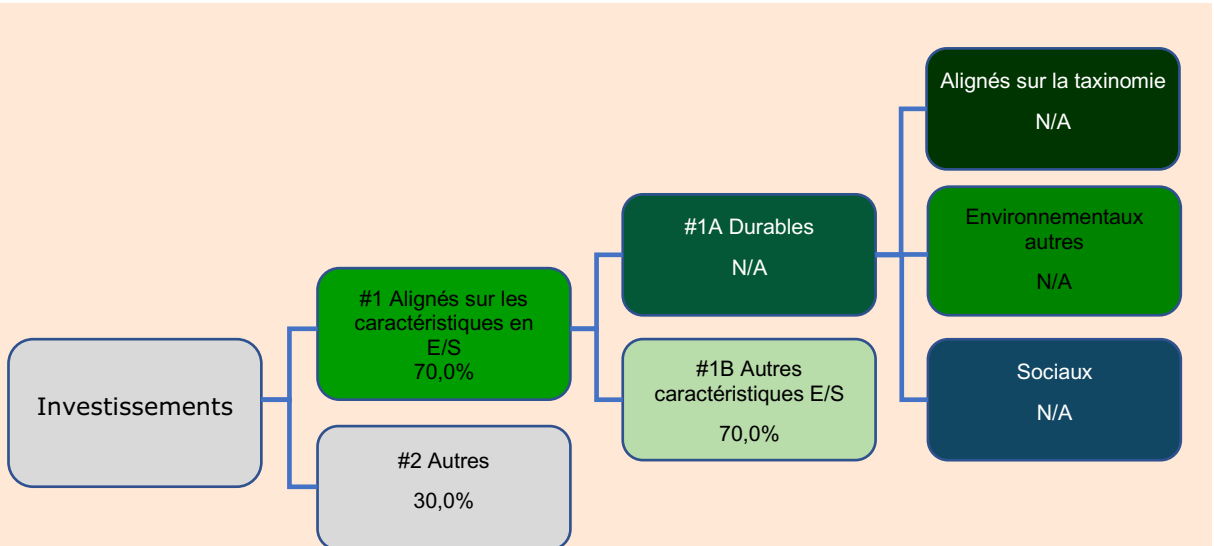 Investissements
#1 Alignés sur les
caractéristiques en
E/S
70,0%
#2 Autres
30,0%
#1A Durables
N/A
#1B Autres
caractéristiques E/S
70,0%
Alignés sur la taxinomie
N/A
Environnementaux
autres
N/A
Sociaux
N/A